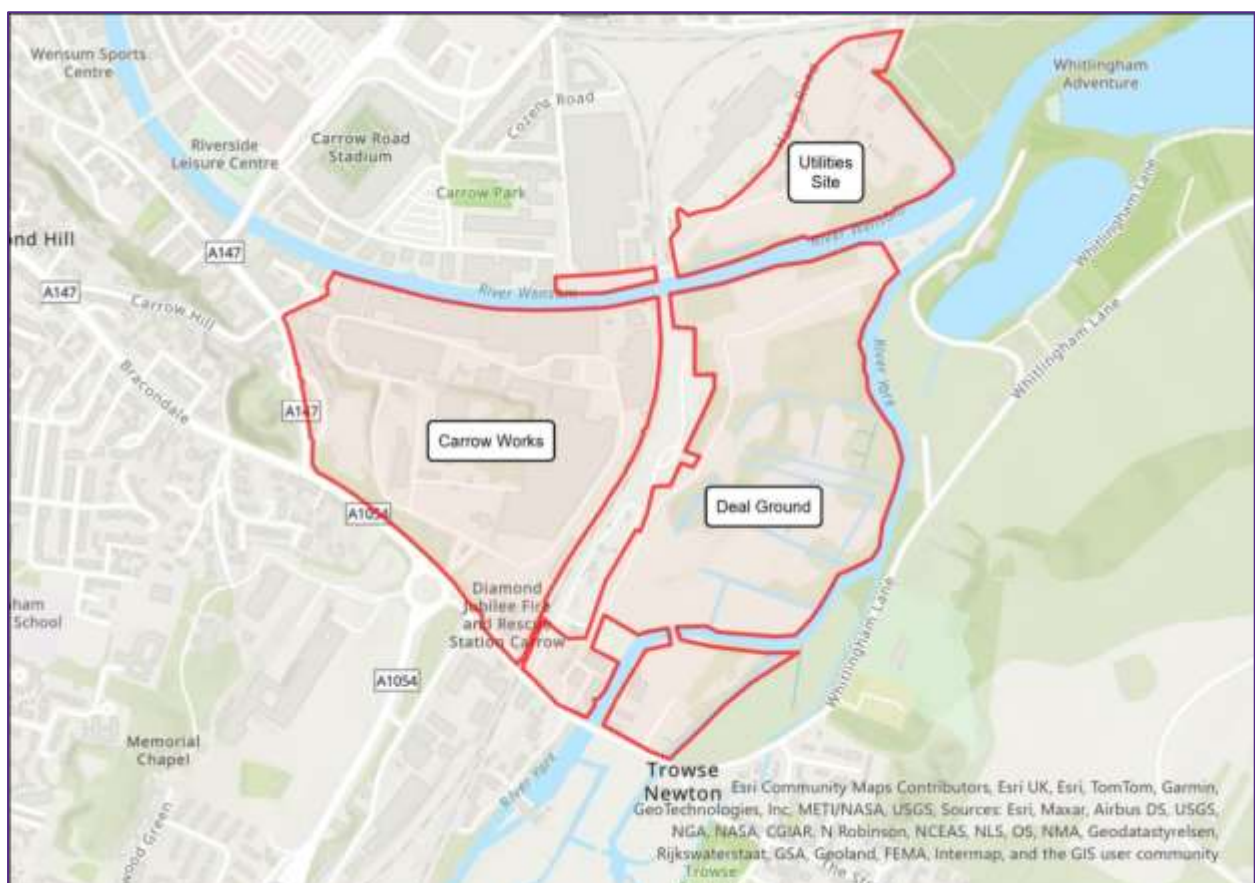 Wensum Sports
Centre
Whitlingham
Adventure
Cozens Road
Riverside
Leisure Centre
Carrow Road
Stadium
Utilities
Site
Carrow Park
Whitlingham Lane
River Wensum
ond Hill
A147
A147
Carrow Hill
River Wensum
Whitlingham Lane
Bracondale
River Yare
A147
Carrow Works
Deal Ground
A1054
Diamond
Jubilee Fire
and Rescue
Station Carrow
ham
School
A1054
Whitlingham Lane
Memorial
Chapel
River Yare
Trowse
Newton
wood Green
Esri Community Maps Contributors, Esri UK, Esri, TomTom, Garmin,
GeoTechnologies, Inc, METI/NASA, USGS, Sources: Esri, Maxar, Airbus DS, USGS,
NGA, NASA, CGIAR, N Robinson, NCEAS, NLS, OS, NMA, Geodatastyrelsen,
Rijkswaterstaat, GSA, Geoland, FEMA, Intermap, and the GIS user community
Trowse